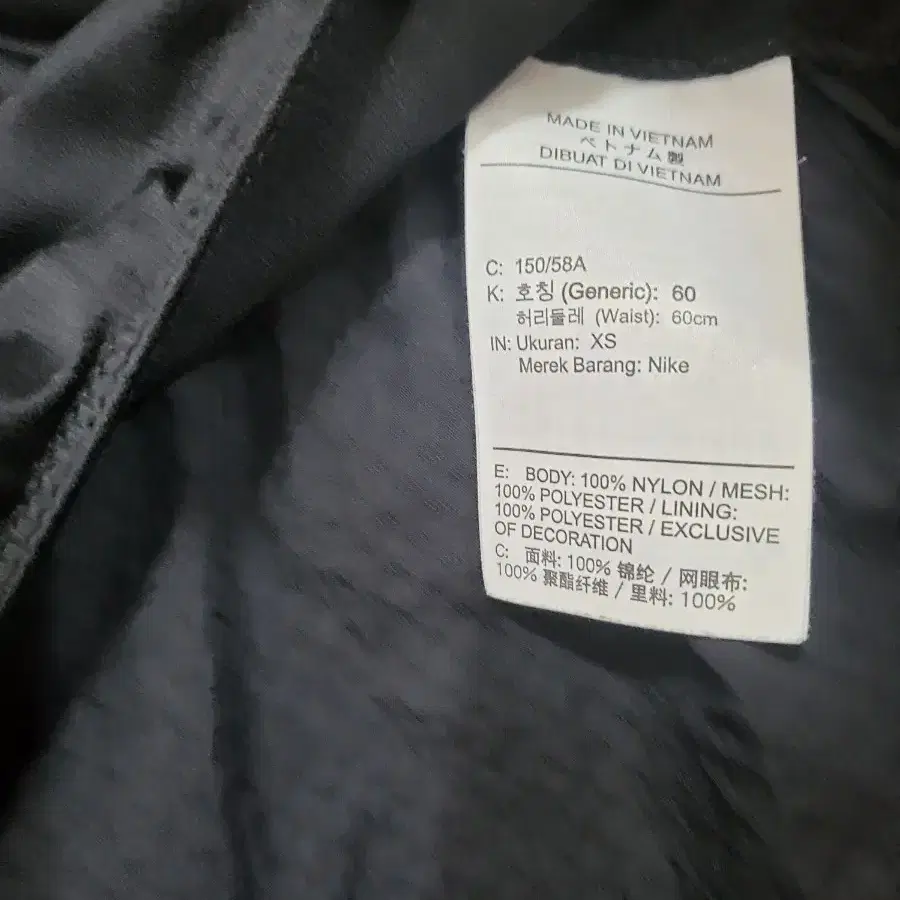 MADE IN VIETNAM
ベトナム製
DIBUAT DI VIETNAM
C: 150/58A
K: 호칭 (Generic): 60
허리둘레 (Waist): 60cm
IN: Ukuran: XS
Merek Barang: Nike
E: BODY: 100% NYLON / MESH:
100% POLYESTER / LINING:
100% POLYESTER / EXCLUSIVE
OF DECORATION
C: 面料: 100% 锦纶 / 网眼布:
100% 聚酯纤维 / 里料: 100%